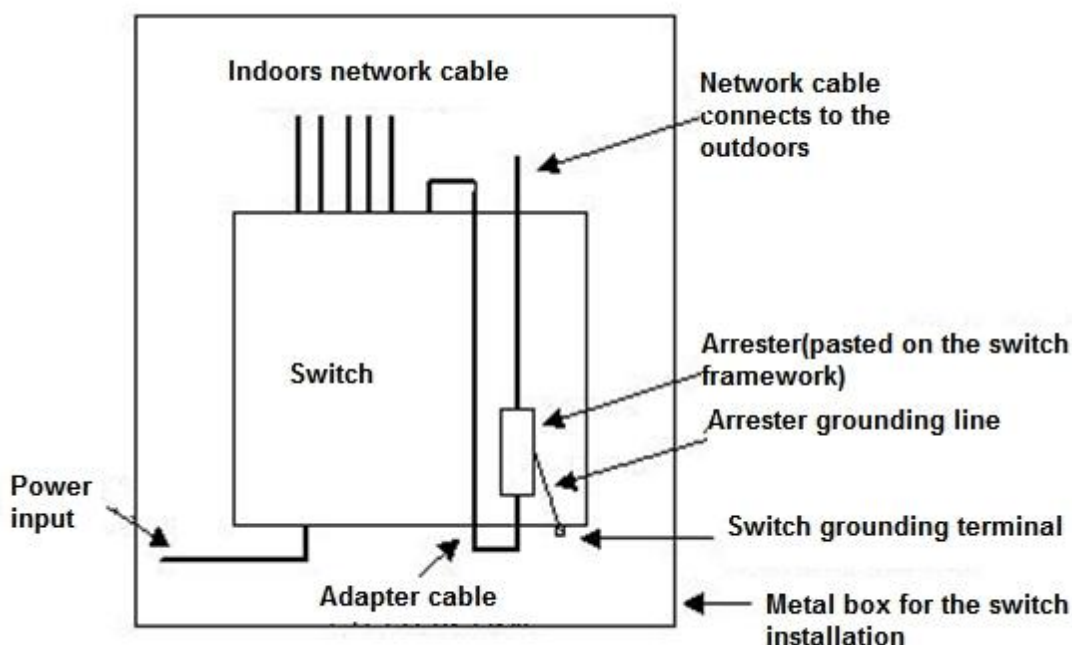 Indoors network cable
Network cable
connects to the
outdoors
Switch
Arrester(pasted on the switch
framework)
Arrester grounding line
Power
input
Switch grounding terminal
Adapter cable
Metal box for the switch
installation